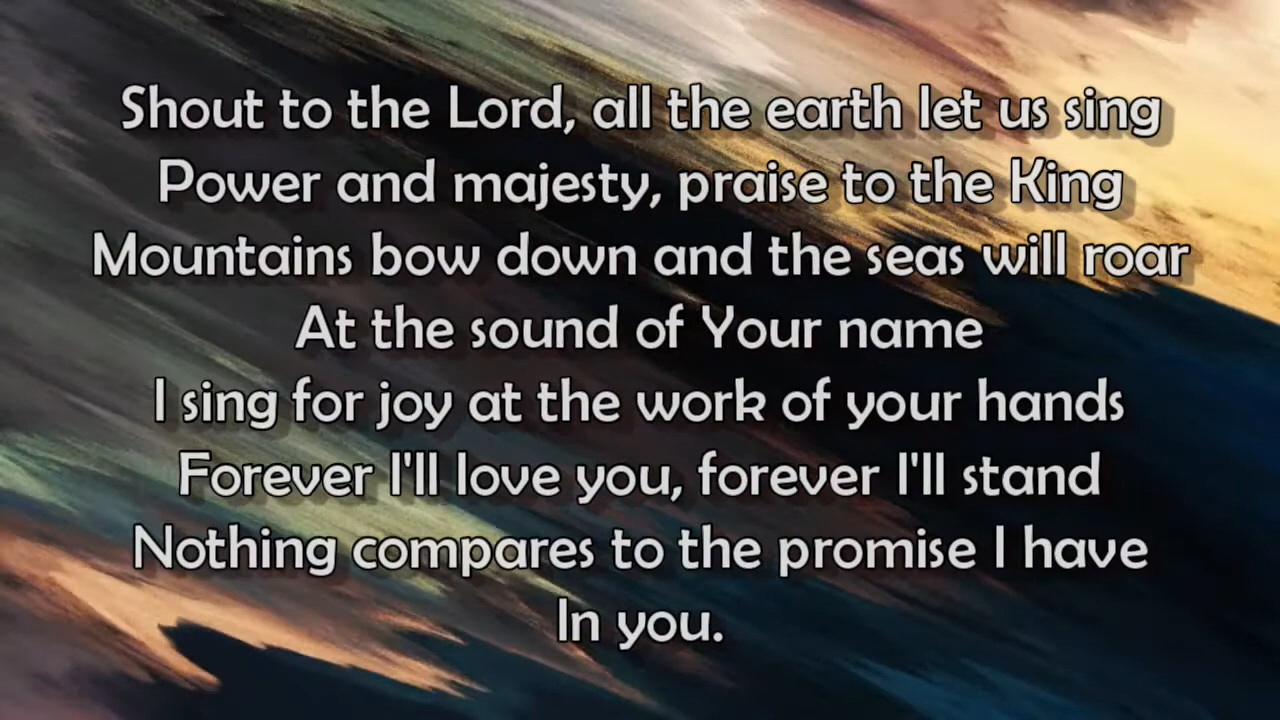 Shout to the Lord, all the earth let us sing
Power and majesty, praise to the King
Mountains bow down and the seas will roar
At the sound of Your name
I sing for joy at the work of your hands
Forever I'll love you, forever I'll stand
Nothing compares to the promise I have
In you.